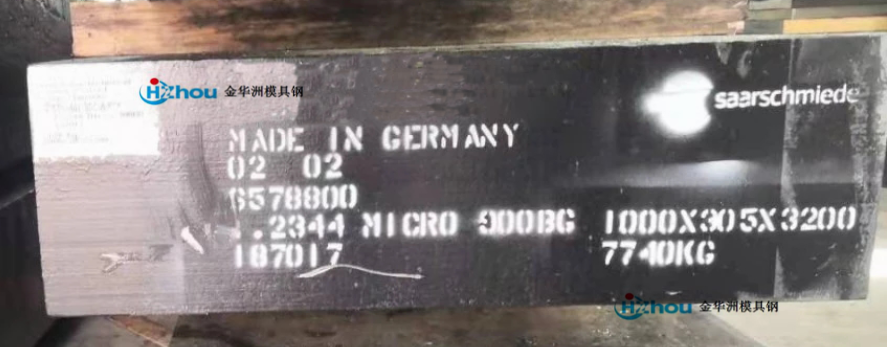 Hzhou 金华洲模具钢
saarschmiede
MADE IN GERMANY
02 02
6578800
1.2344 MICRO 900BG 1000X305X3200
187017 7740KG
Hzhou 金华洲模具钢